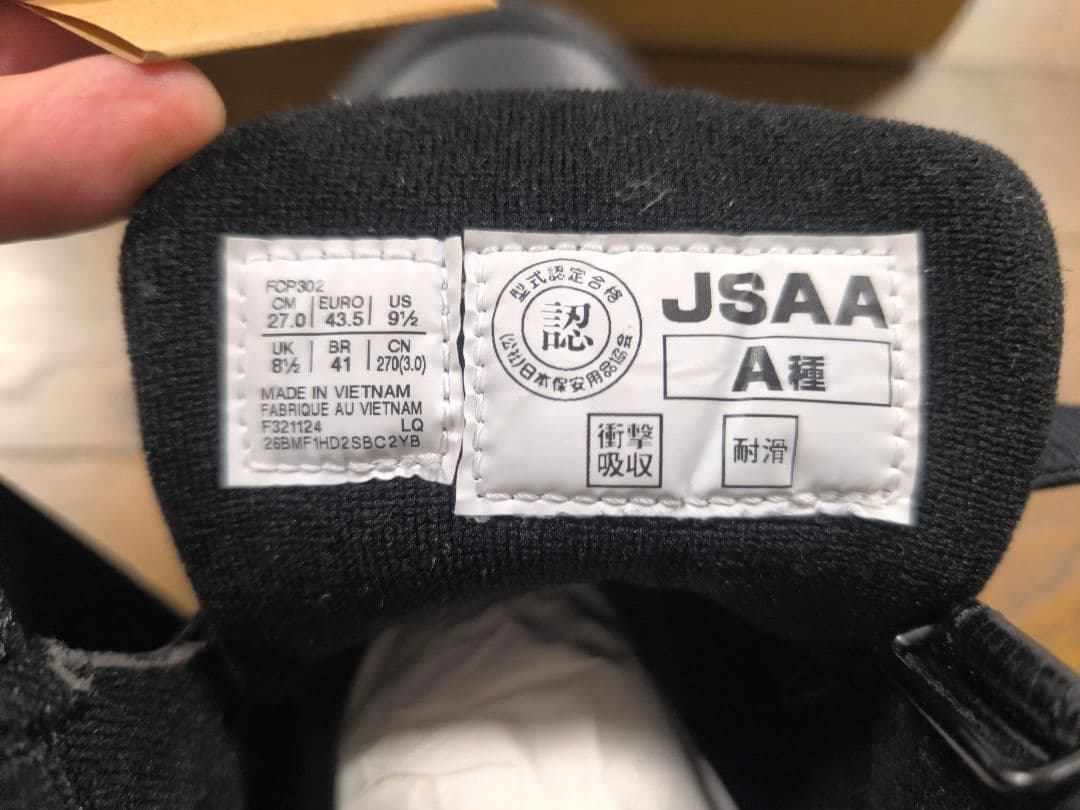 FCP302
CM EURO US
27.0 43.5 9½
UK BR CN
8½ 41 270(3.0)
MADE IN VIETNAM
FABRIQUE AU VIETNAM
F321124 LQ
26BMF1HD2SBC2YB
型式認定合格
認
(公社)日本保安用品協会
JSAA
A種
衝撃
吸収
耐滑